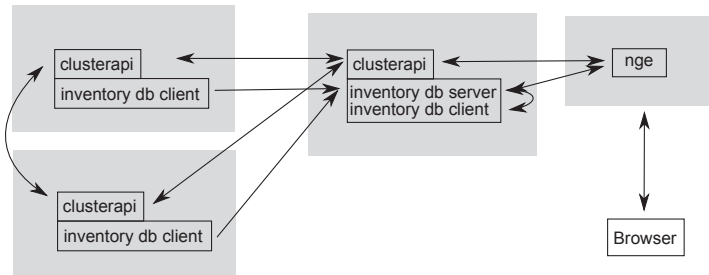 clusterapi
inventory db client
clusterapi
inventory db server
inventory db client
nge
clusterapi
inventory db client
Browser